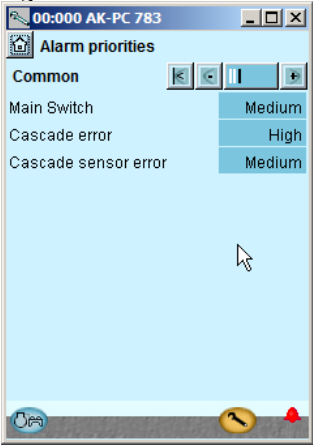 00:000 AK-PC 783
Alarm priorities
Common
Main Switch Medium
Cascade error High
Cascade sensor error Medium